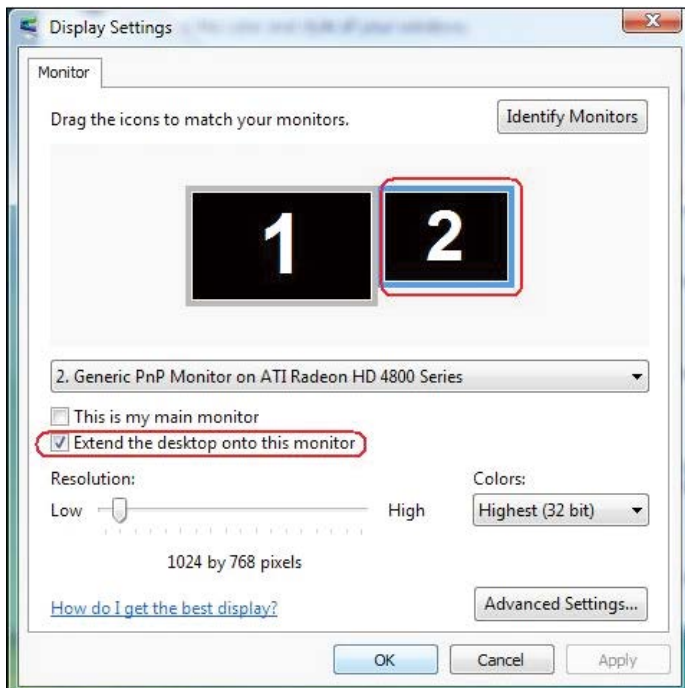 Display Settings
Monitor
Drag the icons to match your monitors.
Identify Monitors
1
2
2. Generic PnP Monitor on ATI Radeon HD 4800 Series
This is my main monitor
Extend the desktop onto this monitor
Resolution:
Colors:
Low
High
Highest (32 bit)
1024 by 768 pixels
How do I get the best display?
Advanced Settings...
OK
Cancel
Apply